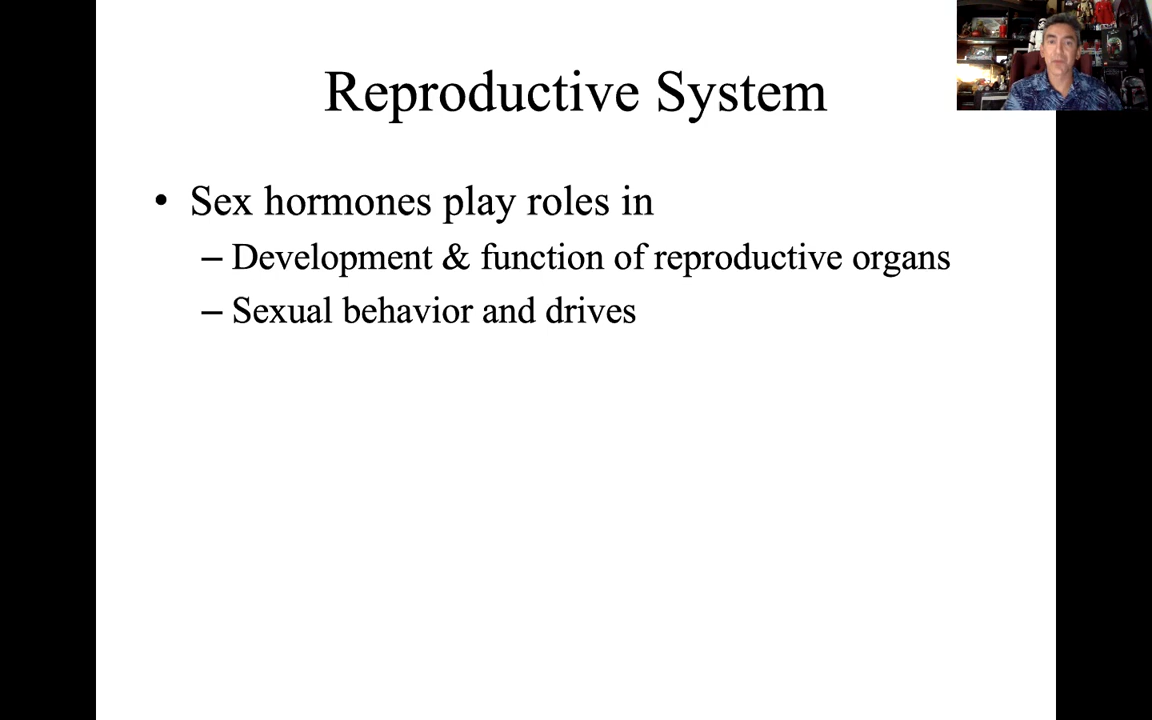 Reproductive System
• Sex hormones play roles in
– Development & function of reproductive organs
– Sexual behavior and drives